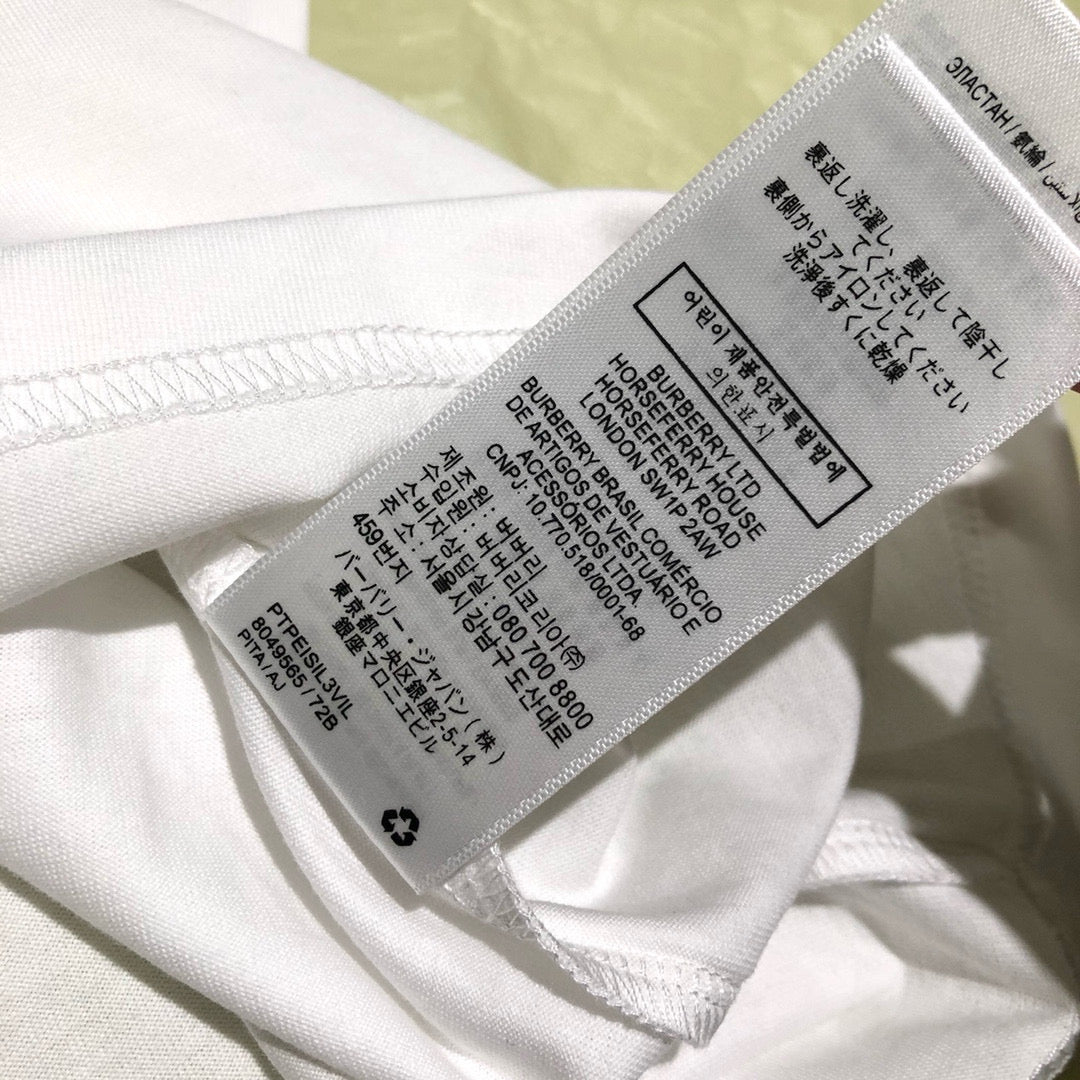 ЭЛАСТАН / 氨綸 /
裏返し洗濯し、裏返して陰干し
てください
裏側からアイロンしてください
洗浄後すぐに乾燥
어린이제품안전특별법에
의한표시
BURBERRY LTD
HORSEFERRY HOUSE
HORSEFERRY ROAD
LONDON SW1P 2AW
BURBERRY BRASIL COMÉRCIO
DE ARTIGOS DE VESTUARIO E
ACESSÓRIOS LTDA.
CNPJ: 10.770.518/0001-68
제조원: 버버리
수입원: 버버리코리아㈜
소비자상담실: 080 700 8800
주소: 서울시강남구도산대로
459번지
バーバリー・ジャパン(株)
東京都中央区銀座2-5-14
銀座マロニエビル
PTPEISIL3VIL
8049565 / 72B
PITA / AJ